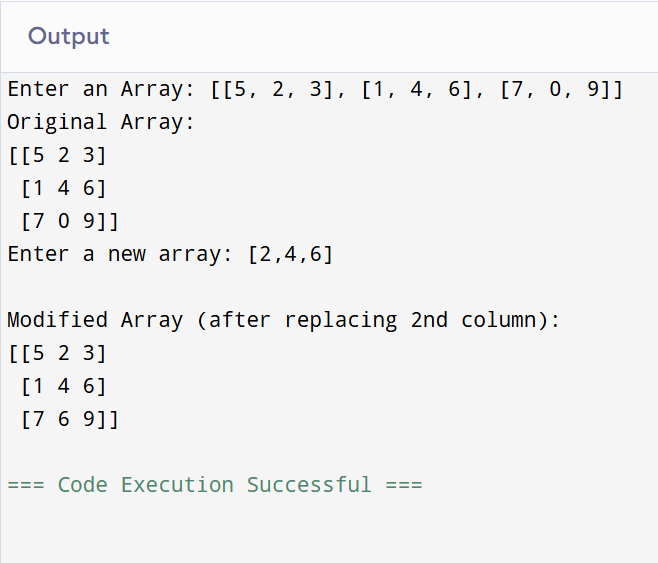 Output
Enter an Array: [[5, 2, 3], [1, 4, 6], [7, 0, 9]]
Original Array:
[[5 2 3]
 [1 4 6]
 [7 0 9]]
Enter a new array: [2,4,6]

Modified Array (after replacing 2nd column):
[[5 2 3]
 [1 4 6]
 [7 6 9]]

=== Code Execution Successful ===